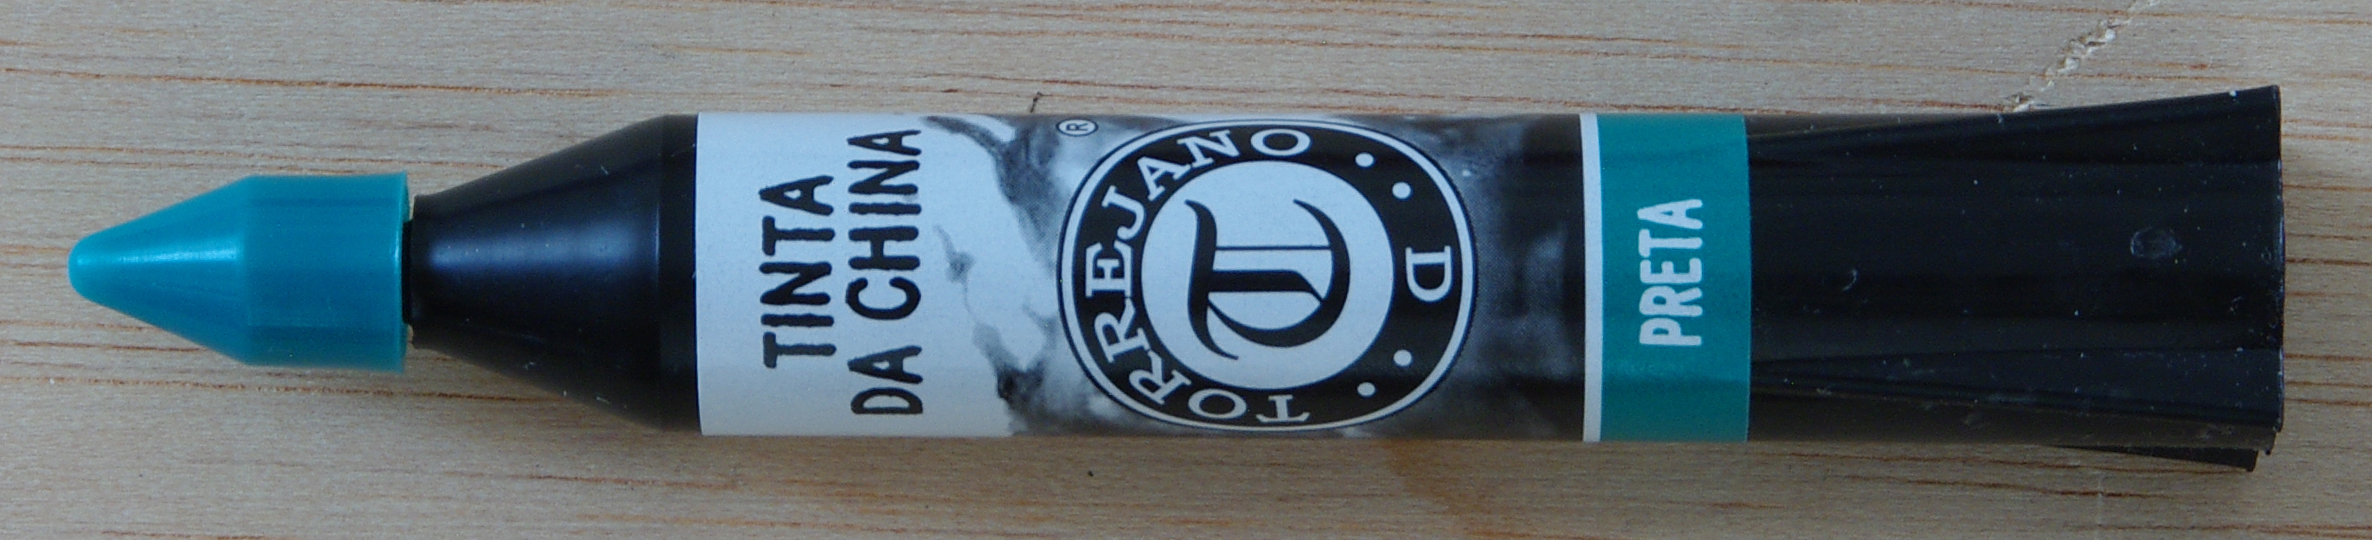 TINTA
DA CHINA
®
TORREJANO
D
T
PRETA